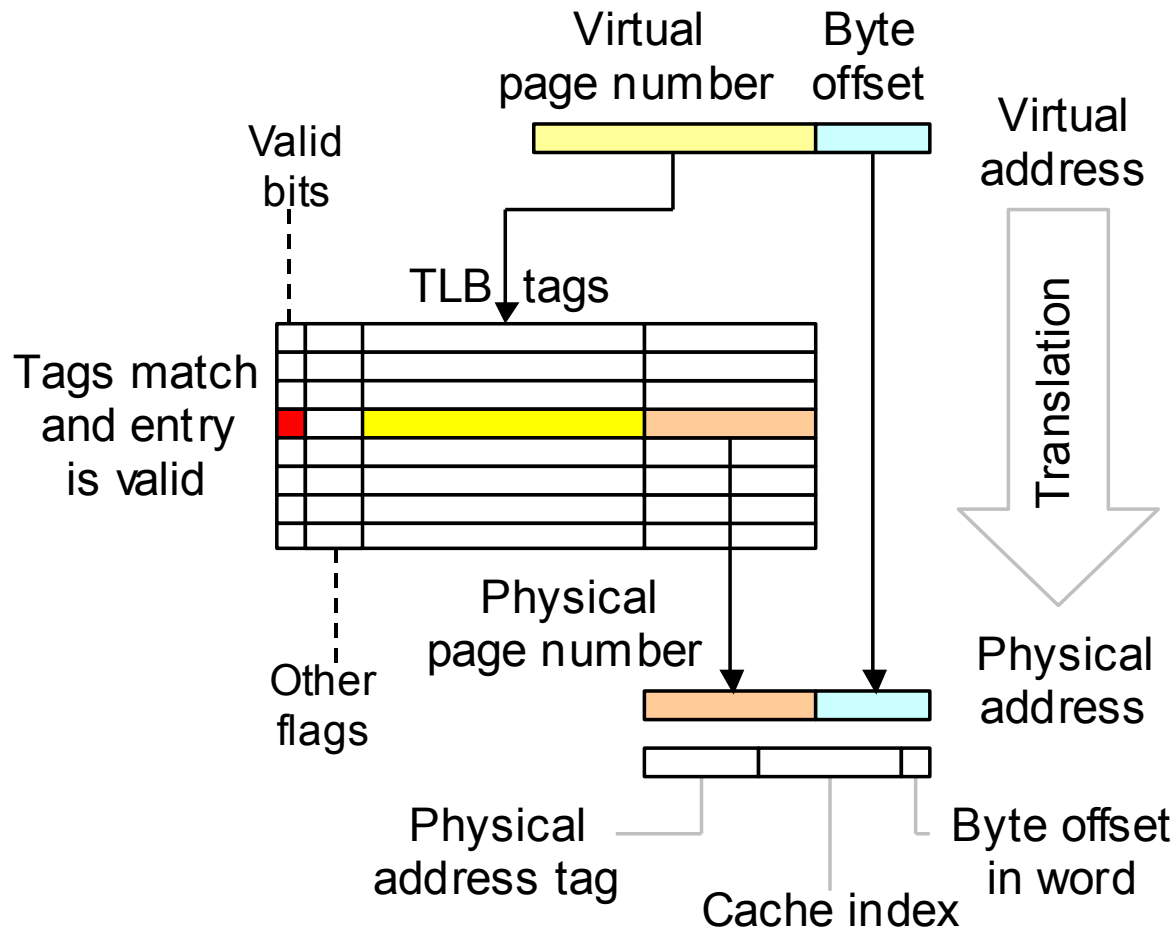 Virtual
page number
Byte
offset
Virtual
address
Valid
bits
TLB tags
Tags match
and entry
is valid
Translation
Physical
page number
Other
flags
Physical
address
Physical
address tag
Cache index
Byte offset
in word